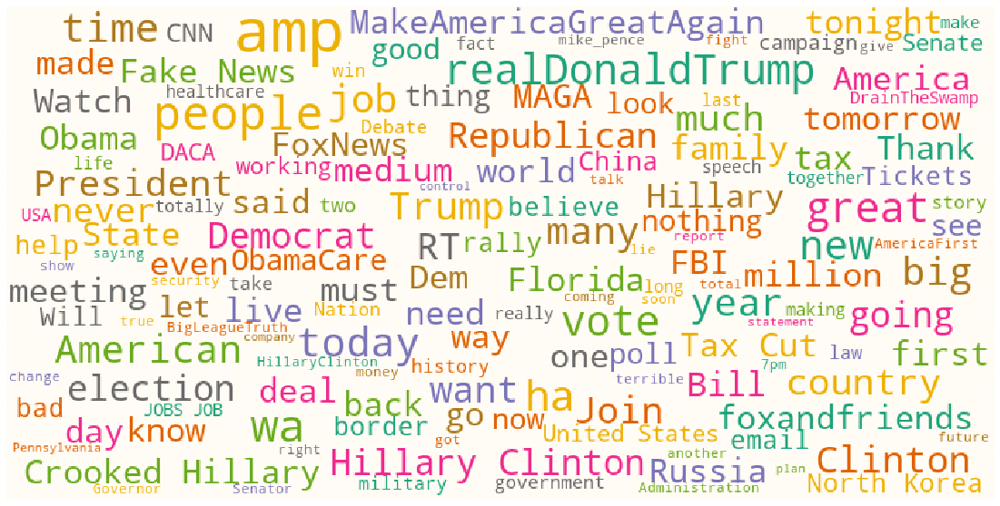 time CNN amp MakeAmericaGreatAgain tonight make
good fact mike_pence fight campaign give Senate
made Fake News win realDonaldTrump America
Watch healthcare people job thing MAGA look last DrainTheSwamp
Obama DACA FoxNews Debate Republican much tomorrow
life working medium world China family speech tax Thank
President totally said two control talk Hillary together Tickets
USA never Trump believe many nothing great story
help State Democrat RT rally lie report new see AmericaFirst
show saying even ObamaCare Dem Florida long FBI million big
meeting security take must coming soon total year
Will true let live Nation need really vote making going
BigLeagueTruth company statement
American today way one poll Tax Cut law first
change HillaryClinton money history terrible 7pm country
election deal back want ha Bill
bad JOBS JOB day know wa border go now Join foxandfriends
Pennsylvania right got United States email future
Crooked Hillary Hillary Clinton another Russia plan Clinton
Governor Senator military government Administration North Korea